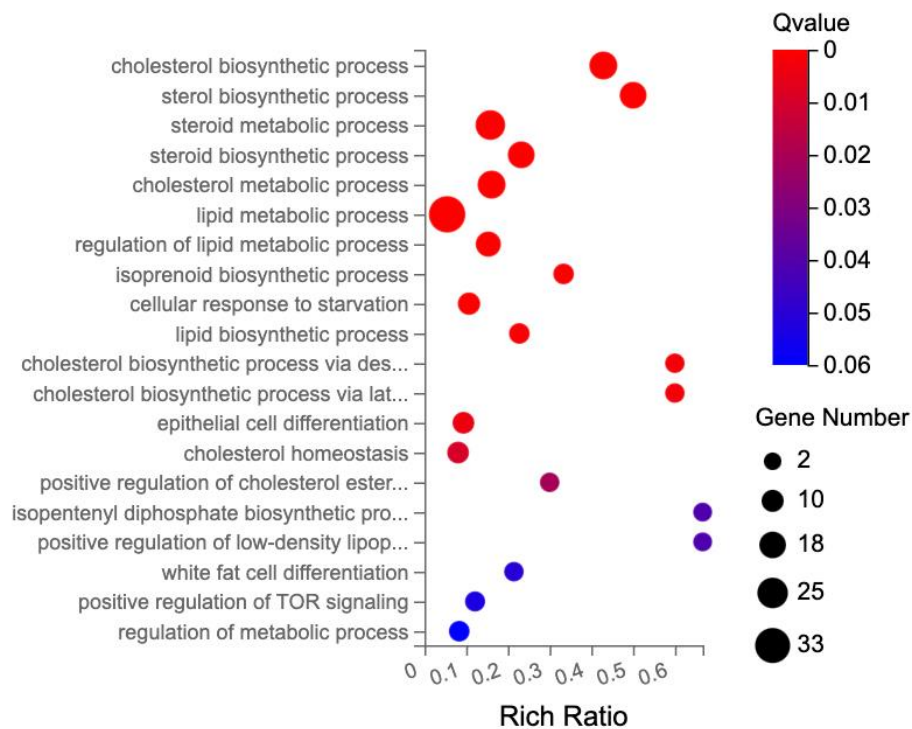 Qvalue
cholesterol biosynthetic process
sterol biosynthetic process
steroid metabolic process
steroid biosynthetic process
cholesterol metabolic process
lipid metabolic process
regulation of lipid metabolic process
isoprenoid biosynthetic process
cellular response to starvation
lipid biosynthetic process
cholesterol biosynthetic process via des...
cholesterol biosynthetic process via lat...
epithelial cell differentiation
cholesterol homeostasis
positive regulation of cholesterol ester...
isopentenyl diphosphate biosynthetic pro...
positive regulation of low-density lipop...
white fat cell differentiation
positive regulation of TOR signaling
regulation of metabolic process
0
0.1
0.2
0.3
0.4
0.5
0.6
Rich Ratio
0
0.01
0.02
0.03
0.04
0.05
0.06
Gene Number
2
10
18
25
33